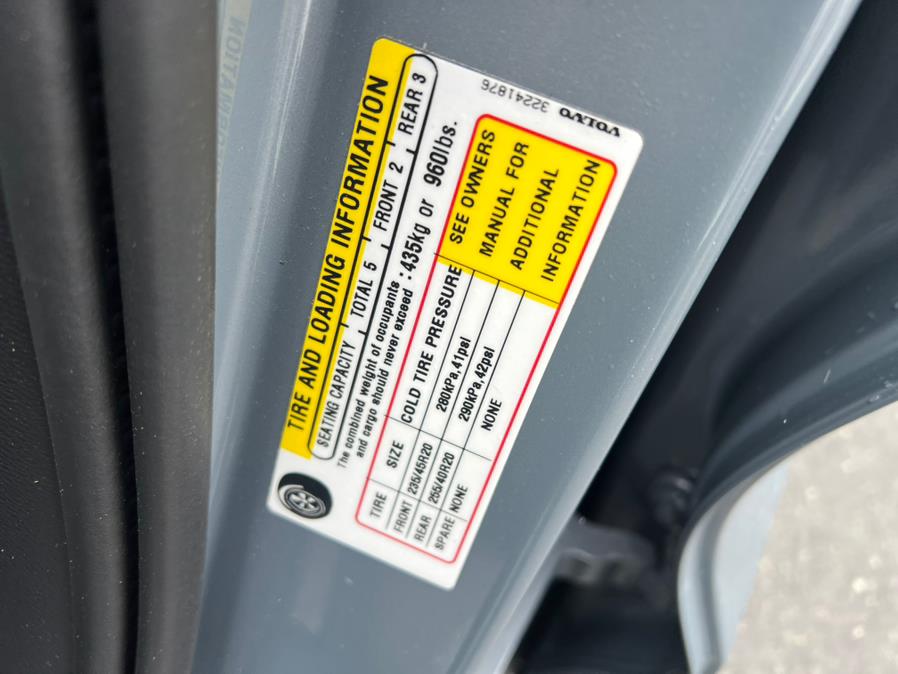 TIRE AND LOADING INFORMATION
SEATING CAPACITY TOTAL 5 FRONT 2 REAR 3
The combined weight of occupants and cargo should never exceed : 435kg or 960lbs.
TIRE SIZE COLD TIRE PRESSURE
FRONT 235/45R20 280kPa,41psi
REAR 255/40R20 290kPa,42psi
SPARE NONE NONE
SEE OWNERS
MANUAL FOR
ADDITIONAL
INFORMATION
VOLVO 32241876